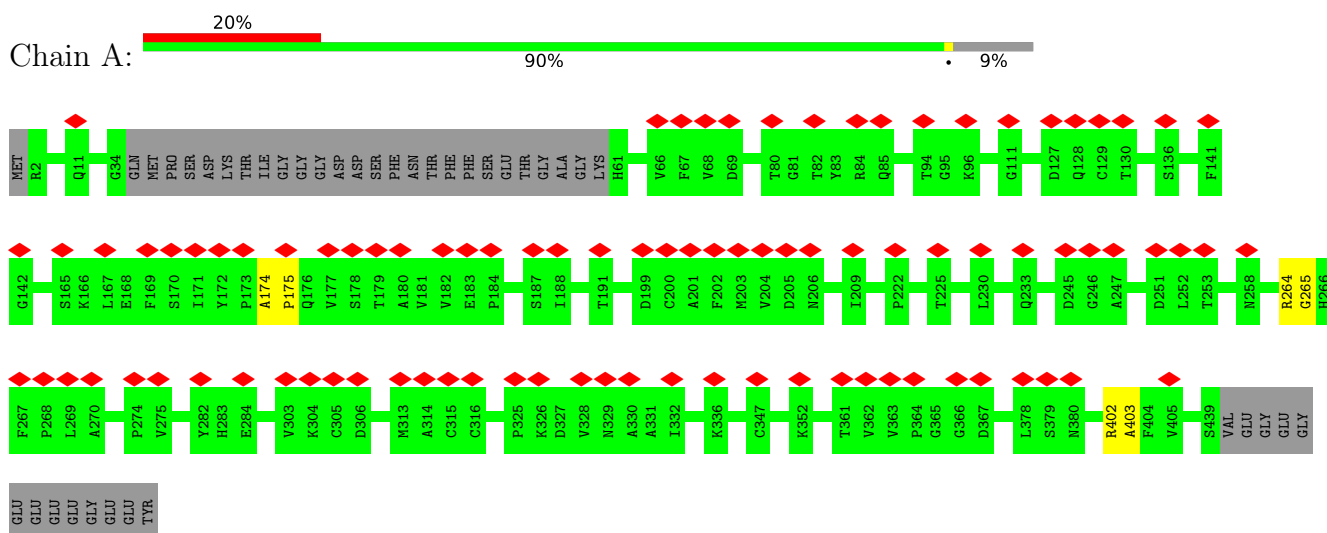 20%
Chain A:
90%
•
9%
MET R2 Q11 G34 GLN MET PRO SER ASP LYS THR ILE GLY GLY GLY ASP ASP SER PHE ASN THR PHE PHE SER GLU THR GLY ALA GLY LYS H61 V66 F67 V68 D69 T80 G81 T82 Y83 R84 Q85 T94 G95 K96 G111 D127 Q128 C129 T130 S136 F141
G142 S165 K166 L167 E168 F169 S170 I171 Y172 P173 A174 P175 Q176 V177 S178 T179 A180 V181 V182 E183 P184 S187 I188 T191 D199 C200 A201 F202 M203 V204 D205 N206 I209 P222 T225 L230 Q233 D245 G246 A247 D251 L252 T253 N258 R264 G265 H266
F267 P268 L269 A270 P274 V275 Y282 H283 E284 V303 K304 C305 D306 M313 A314 C315 C316 P325 K326 D327 V328 N329 A330 A331 I332 K336 C347 K352 T361 V362 V363 P364 G365 G366 D367 L378 S379 N380 R402 A403 F404 V405 S439 VAL GLU GLY GLU GLY
GLU GLU GLU GLU GLY GLU GLU TYR